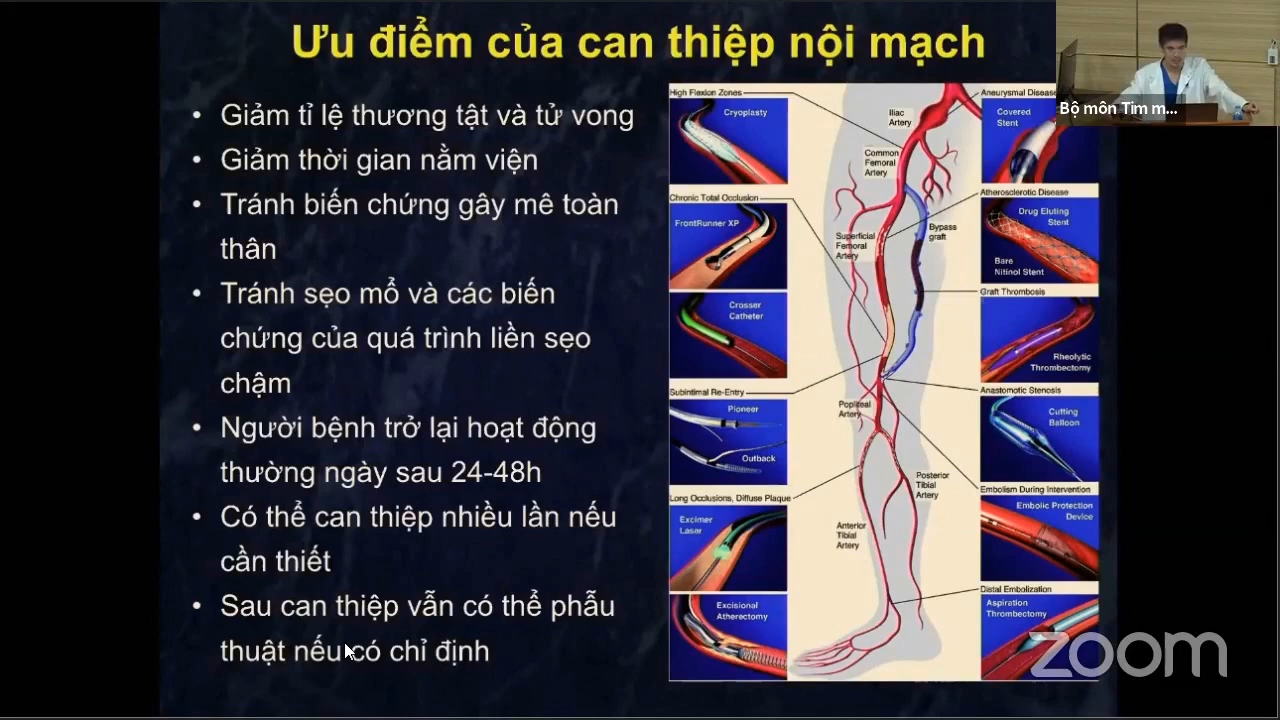 Ưu điểm của can thiệp nội mạch
Bộ môn Tim m...
• Giảm tỉ lệ thương tật và tử vong
• Giảm thời gian nằm viện
• Tránh biến chứng gây mê toàn
thân
• Tránh sẹo mổ và các biến
chứng của quá trình liền sẹo
chậm
• Người bệnh trở lại hoạt động
thường ngày sau 24-48h
• Có thể can thiệp nhiều lần nếu
cần thiết
• Sau can thiệp vẫn có thể phẫu
thuật nếu có chỉ định
High Flexion Zones
Cryoplasty
Chronic Total Occlusion
FrontRunner XP
Crosser
Catheter
Subintimal Re-Entry
Pioneer
Outback
Long Occlusions, Diffuse Plaque
Excimer
Laser
Excisional
Atherectomy
Iliac
Artery
Common
Femoral
Artery
Superficial
Femoral
Artery
Bypass
graft
Popliteal
Artery
Posterior
Tibial
Artery
Anterior
Tibial
Artery
Aneurysmal Disease
Covered
Stent
Atherosclerotic Disease
Drug Eluting
Stent
Bare
Nitinol Stent
Graft Thrombosis
Rheolytic
Thrombectomy
Anastomotic Stenosis
Cutting
Balloon
Embolism During Intervention
Embolic Protection
Device
Distal Embolization
Aspiration
Thrombectomy
zoom